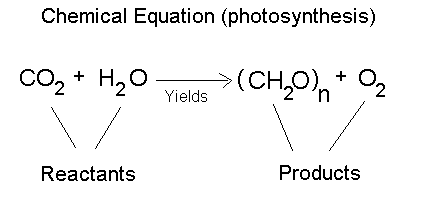 Chemical Equation (photosynthesis)
CO₂ + H₂O Yields (CH₂O)ₙ + O₂
Reactants Products